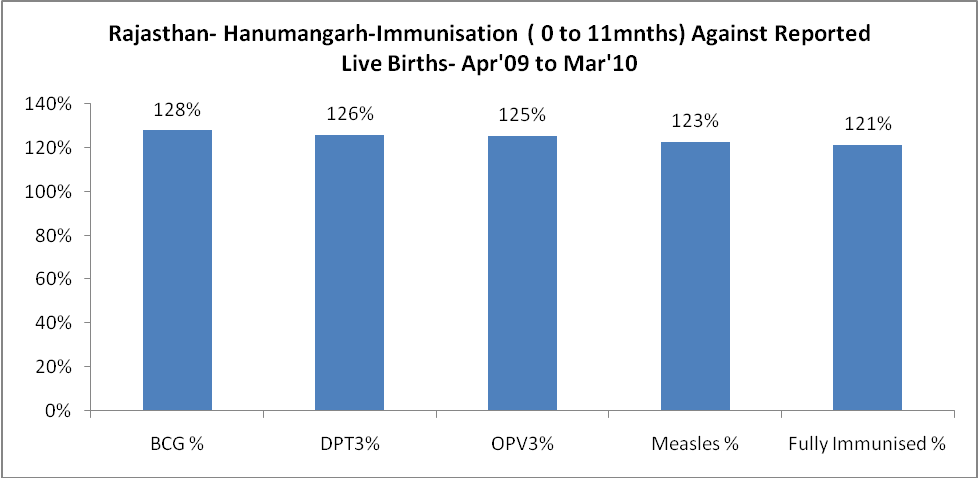 Rajasthan- Hanumangarh-Immunisation ( 0 to 11mnths) Against Reported
Live Births- Apr'09 to Mar'10
140%
120%
100%
80%
60%
40%
20%
0%
128%
126%
125%
123%
121%
BCG %
DPT3%
OPV3%
Measles %
Fully Immunised %